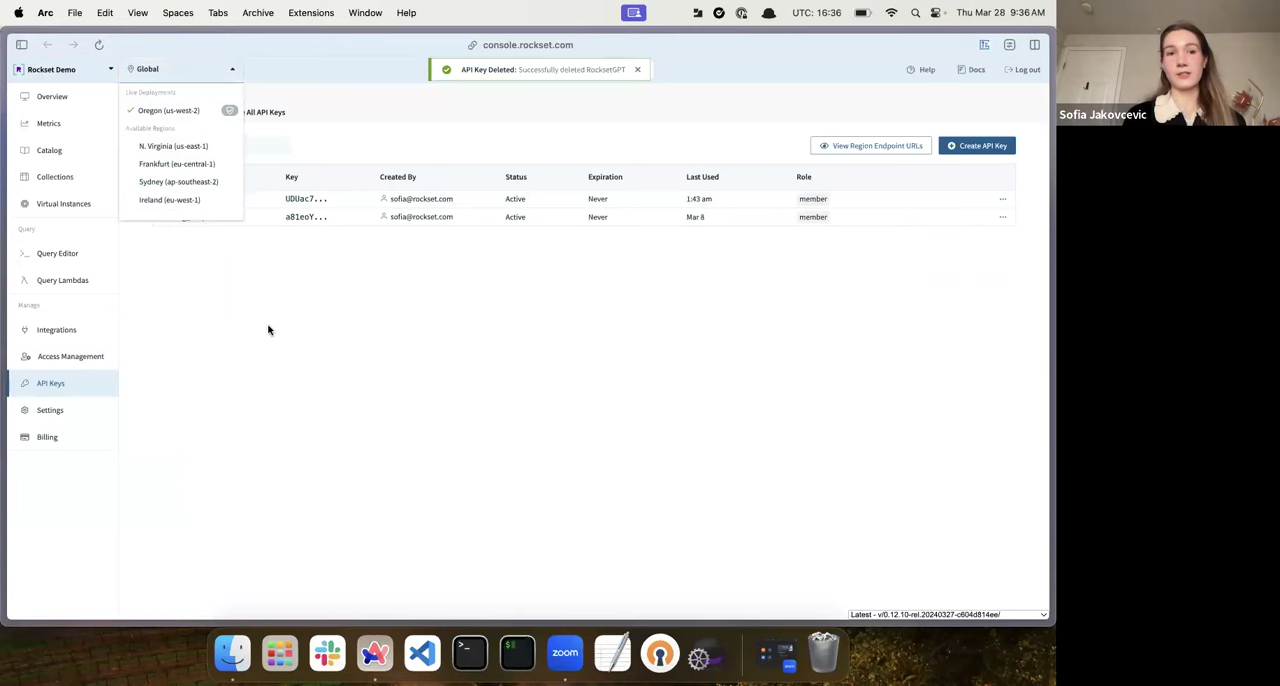 Arc File Edit View Spaces Tabs Archive Extensions Window Help UTC: 16:36 Thu Mar 28 9:36 AM
console.rockset.com
Rockset Demo Global API Key Deleted: Successfully deleted RocksetGPT Help Docs Log out
Live Deployments
Oregon (us-west-2)
Available Regions
N. Virginia (us-east-1)
Frankfurt (eu-central-1)
Sydney (ap-southeast-2)
Ireland (eu-west-1)
Overview
Metrics
Catalog
Collections
Virtual Instances
Query
Query Editor
Query Lambdas
Manage
Integrations
Access Management
API Keys
Settings
Billing
All API Keys
View Region Endpoint URLs Create API Key
Key Created By Status Expiration Last Used Role
UDUac7... sofia@rockset.com Active Never 1:43 am member
a81eoY... sofia@rockset.com Active Never Mar 8 member
Latest - v/0.12.10-rel.20240327-c604d814ee/
zoom
Sofia Jakovcevic